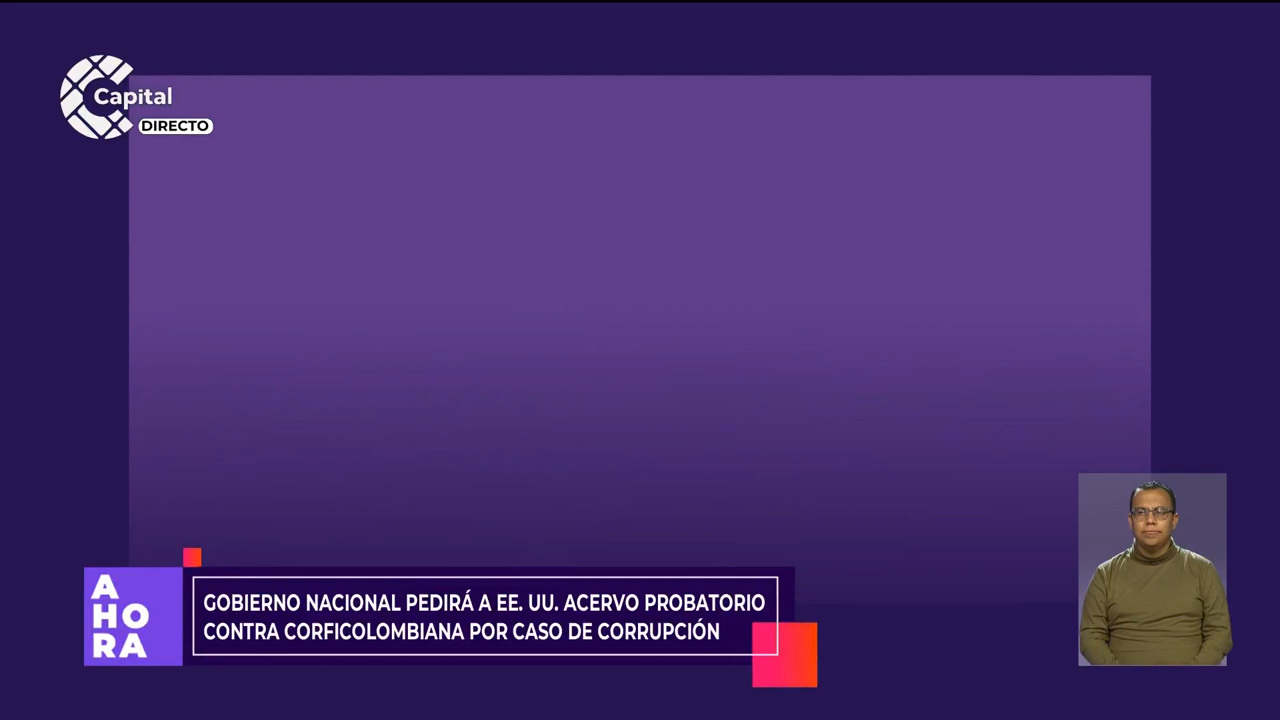 Capital
DIRECTO
A
HO
RA
GOBIERNO NACIONAL PEDIRÁ A EE. UU. ACERVO PROBATORIO
CONTRA CORFICOLOMBIANA POR CASO DE CORRUPCIÓN